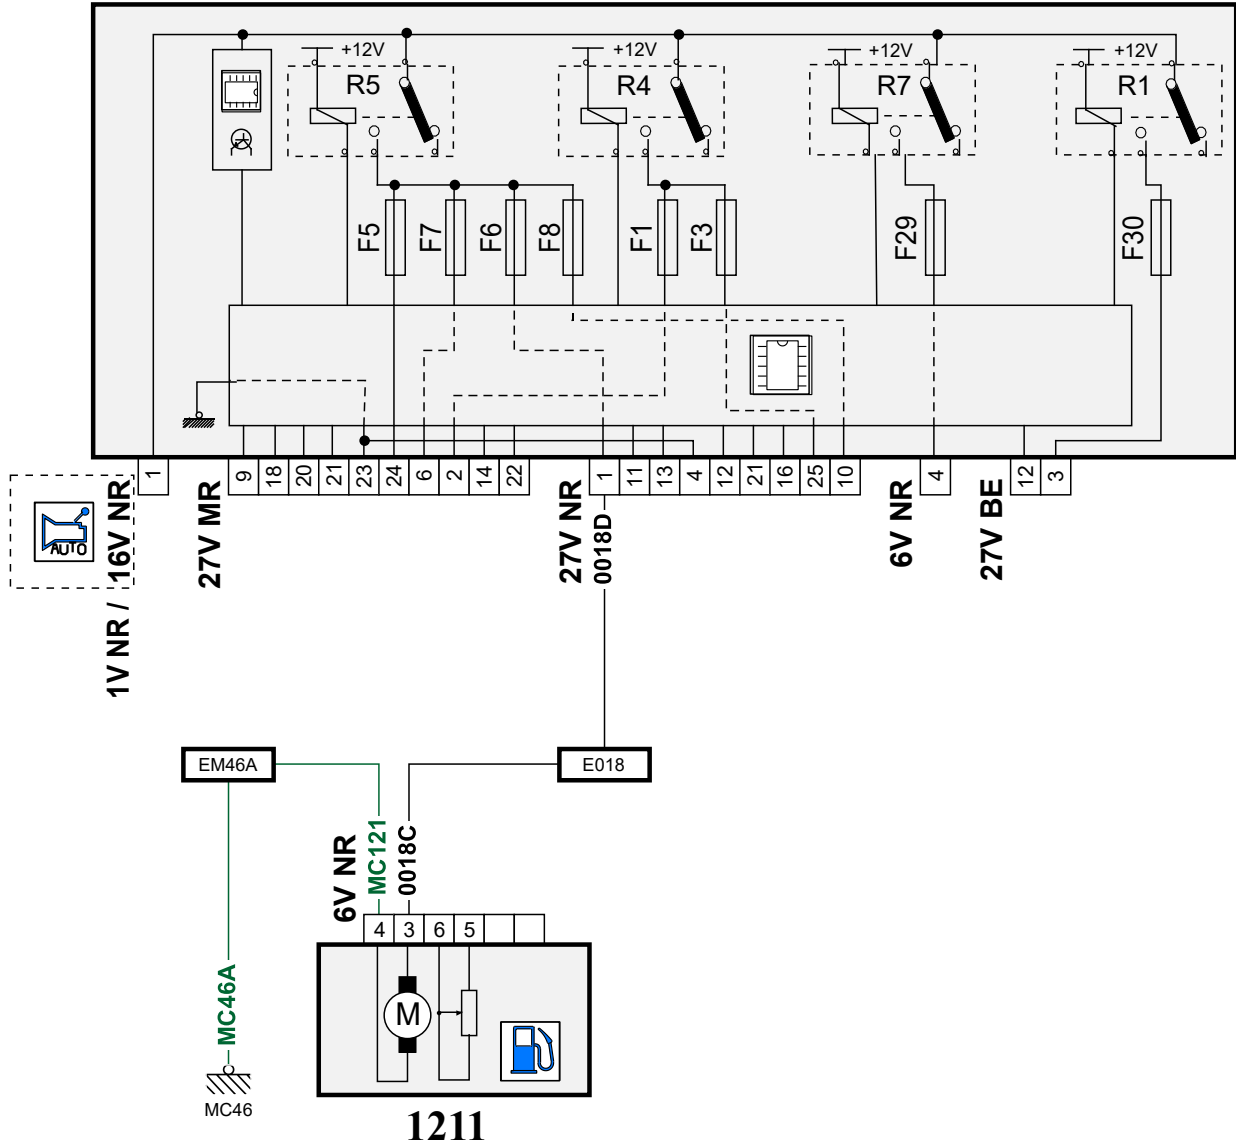 +12V
+12V
+12V
+12V
R5
R4
R7
R1
F5
F7
F6
F8
F1
F3
F29
F30
1
9
18
20
21
23
24
6
2
14
22
1
11
13
4
12
21
16
25
10
4
12
3
AUTO
1V NR / 16V NR
27V MR
27V NR
0018D
6V NR
27V BE
EM46A
E018
6V NR
MC121
0018C
4
3
6
5
MC46A
M
MC46
1211